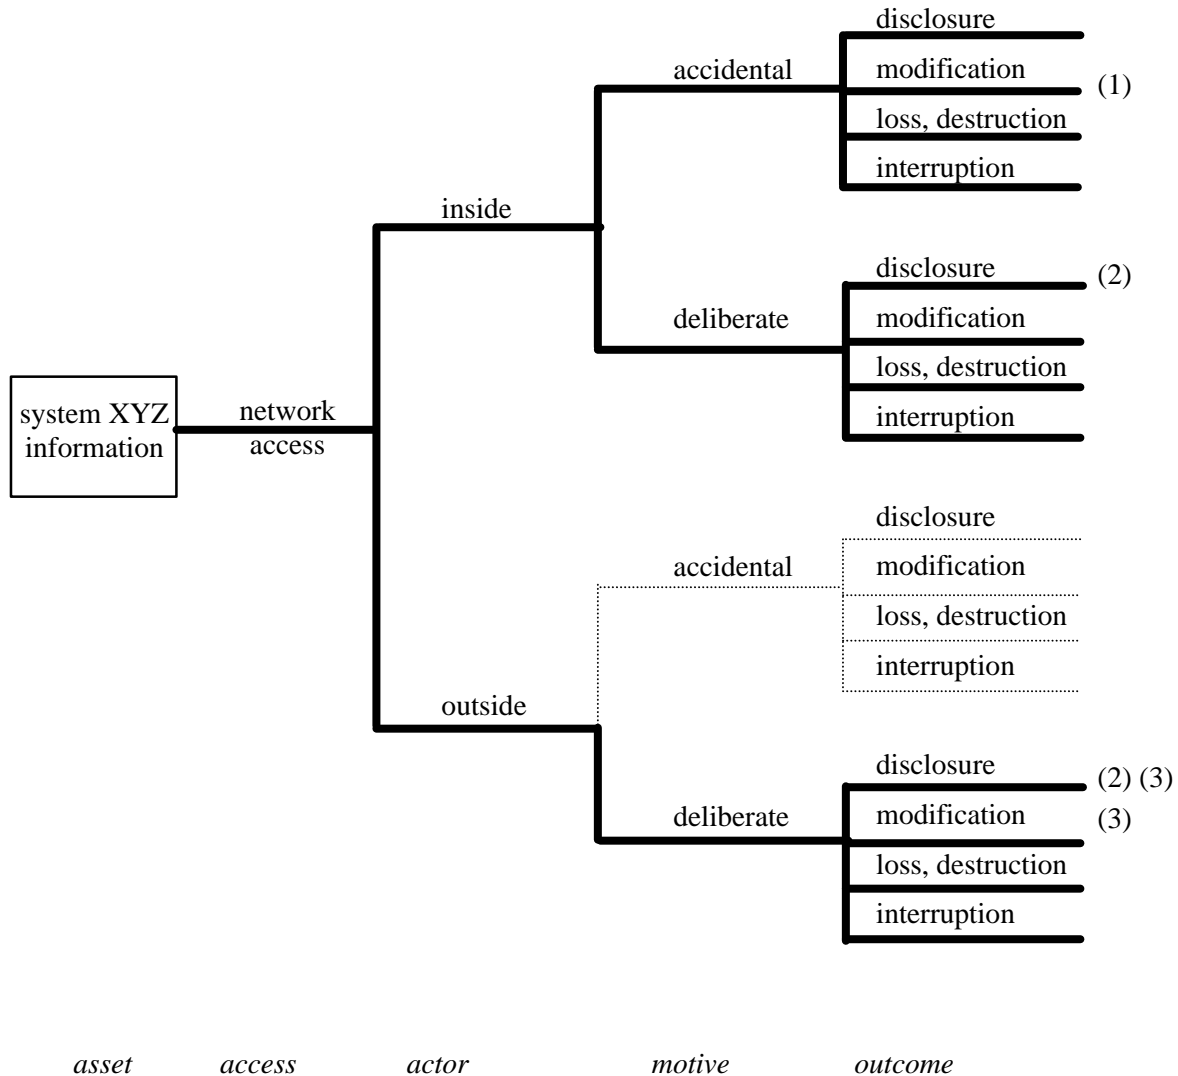 disclosure
accidental
modification
(1)
loss, destruction
interruption
inside
disclosure
(2)
deliberate
modification
loss, destruction
interruption
system XYZ
information
network
access
disclosure
accidental
modification
loss, destruction
interruption
outside
disclosure
(2) (3)
deliberate
modification
(3)
loss, destruction
interruption
asset access actor motive outcome